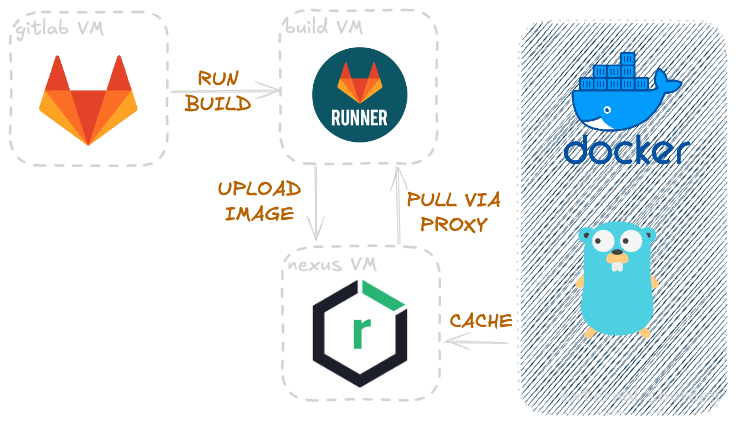 gitlab VM
build VM
RUN
BUILD
RUNNER
docker
UPLOAD
IMAGE
PULL VIA
PROXY
nexus VM
r
CACHE